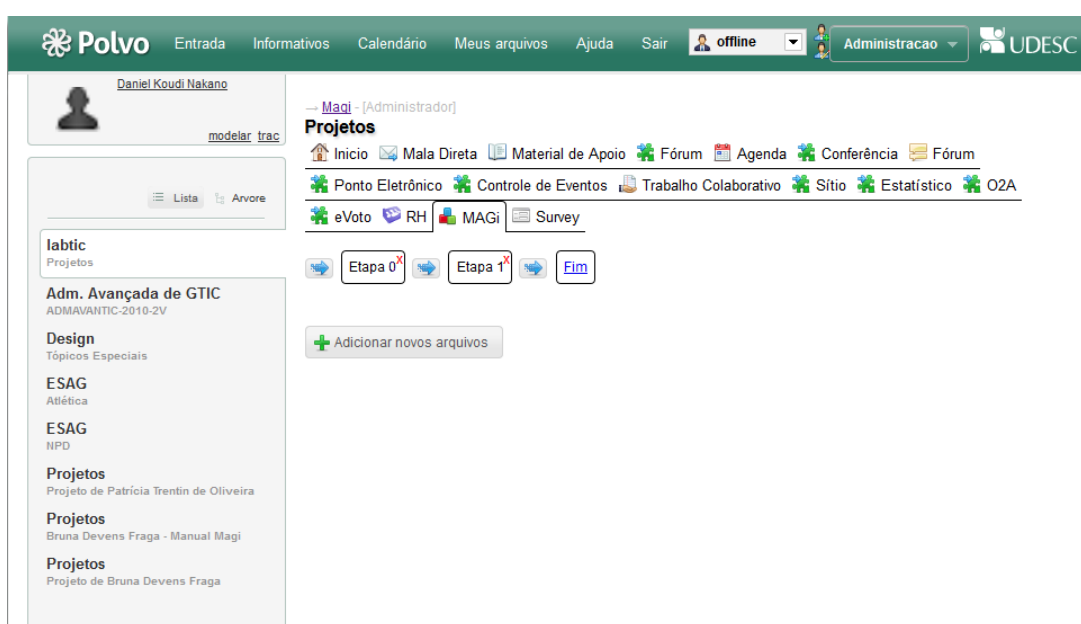 Polvo Entrada Informativos Calendário Meus arquivos Ajuda Sair offline Administracao UDESC
Daniel Koudi Nakano
modelar trac
Lista Arvore
labtic
Projetos
Adm. Avançada de GTIC
ADMAVANTIC-2010-2V
Design
Tópicos Especiais
ESAG
Atlética
ESAG
NPD
Projetos
Projeto de Patrícia Trentin de Oliveira
Projetos
Bruna Devens Fraga - Manual Magi
Projetos
Projeto de Bruna Devens Fraga
→ Magi - [Administrador]
Projetos
Inicio Mala Direta Material de Apoio Fórum Agenda Conferência Fórum
Ponto Eletrônico Controle de Eventos Trabalho Colaborativo Sítio Estatístico O2A
eVoto RH MAGi Survey
Etapa 0 X Etapa 1 X Fim
Adicionar novos arquivos